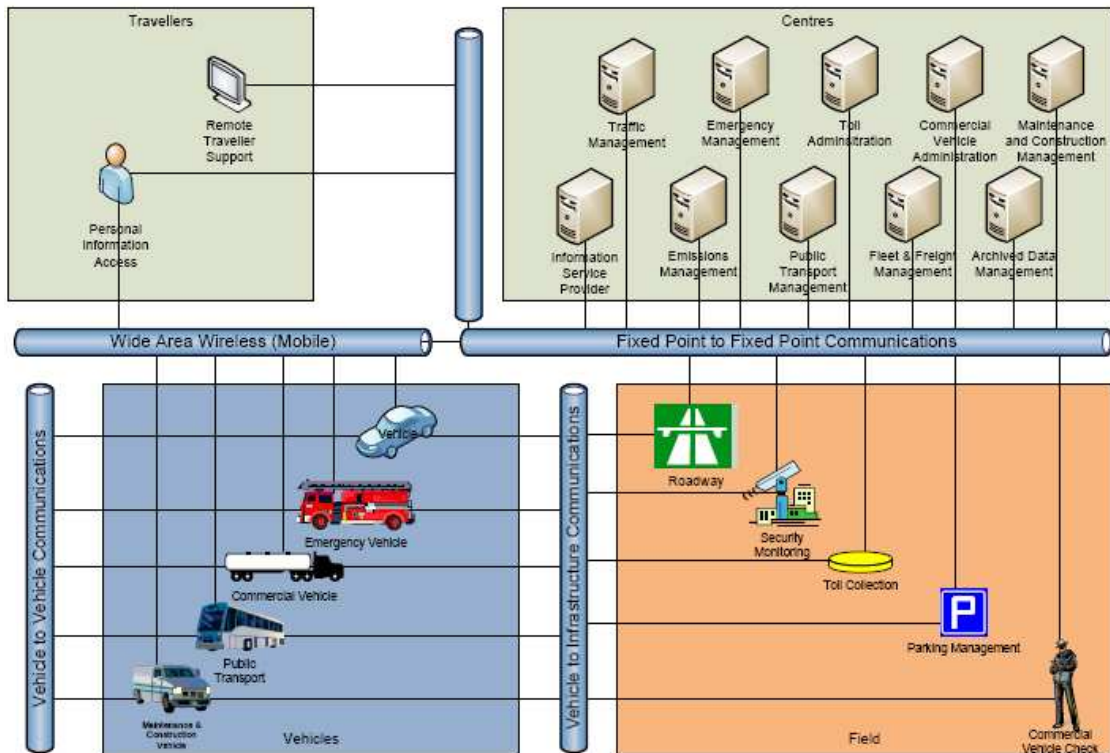 Travellers
Remote
Traveller
Support
Personal
Information
Access
Centres
Traffic
Management
Emergency
Management
Toll
Adminsitration
Commercial
Vehicle
Administration
Maintenance
and Construction
Management
Information
Service
Provider
Emissions
Management
Public
Transport
Management
Fleet & Freight
Management
Archived Data
Management
Wide Area Wireless (Mobile)
Fixed Point to Fixed Point Communications
Vehicle to Vehicle Communications
Vehicle
Emergency Vehicle
Commercial Vehicle
Public
Transport
Maintenance &
Construction
Vehicle
Vehicles
Vehicle to Infrastructure Communications
Roadway
Security
Monitoring
Toll Collection
P
Parking Management
Commercial
Vehicle Check
Field